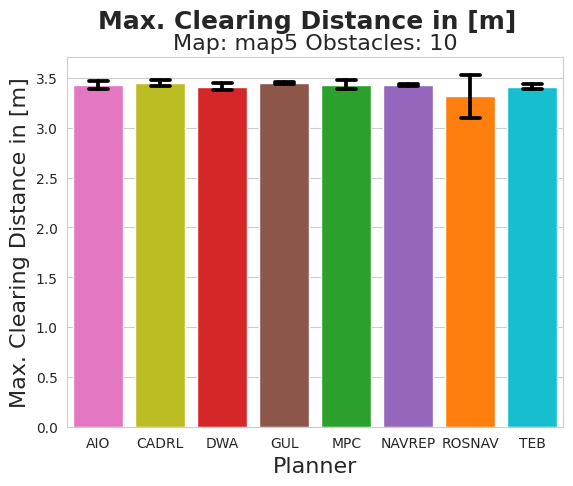 Max. Clearing Distance in [m]
Map: map5 Obstacles: 10
Max. Clearing Distance in [m]
3.5
3.0
2.5
2.0
1.5
1.0
0.5
0.0
AIO CADRL DWA GUL MPC NAVREP ROSNAV TEB
Planner